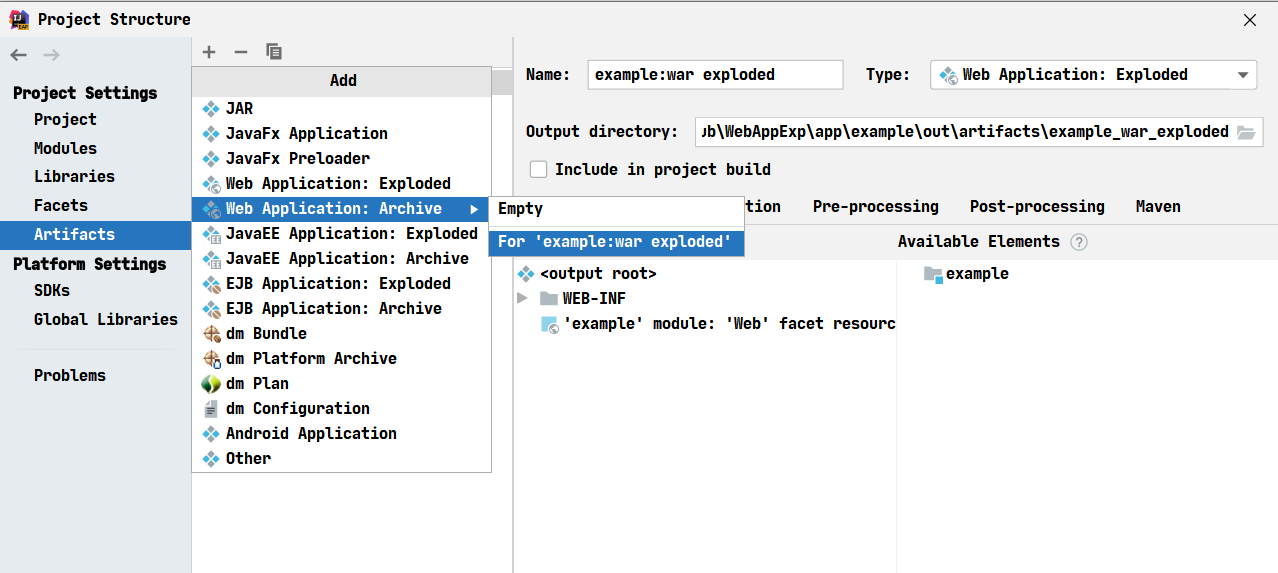 Project Structure
Project Settings
Project
Modules
Libraries
Facets
Artifacts
Platform Settings
SDKs
Global Libraries
Problems
Add
JAR
JavaFx Application
JavaFx Preloader
Web Application: Exploded
Web Application: Archive
JavaEE Application: Exploded
JavaEE Application: Archive
EJB Application: Exploded
EJB Application: Archive
dm Bundle
dm Platform Archive
dm Plan
dm Configuration
Android Application
Other
Empty
For 'example:war exploded'
Name: example:war exploded Type: Web Application: Exploded
Output directory: \WebAppExp\app\example\out\artifacts\example_war_exploded
Include in project build
tion Pre-processing Post-processing Maven
Available Elements ?
<output root>
WEB-INF
'example' module: 'Web' facet resourc
example